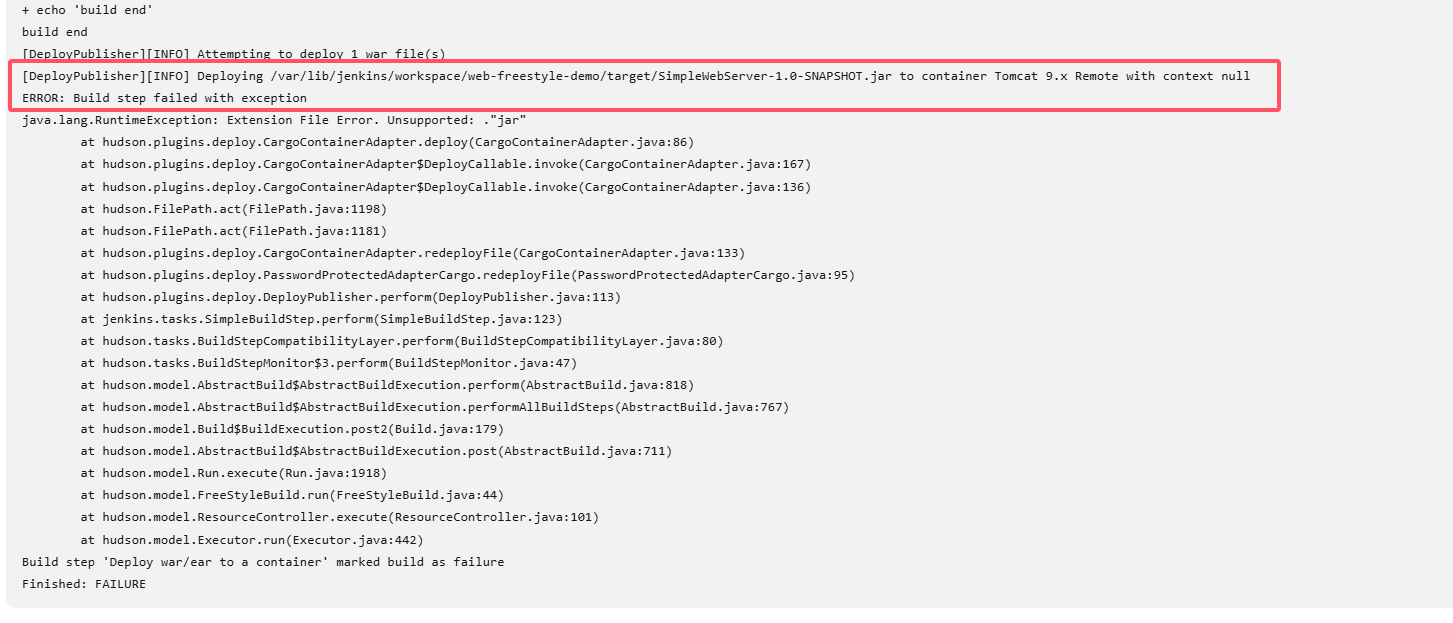 + echo 'build end'
build end
[DeployPublisher][INFO] Attempting to deploy 1 war file(s)
[DeployPublisher][INFO] Deploying /var/lib/jenkins/workspace/web-freestyle-demo/target/SimpleWebServer-1.0-SNAPSHOT.jar to container Tomcat 9.x Remote with context null
ERROR: Build step failed with exception
java.lang.RuntimeException: Extension File Error. Unsupported: ."jar"
at hudson.plugins.deploy.CargoContainerAdapter.deploy(CargoContainerAdapter.java:86)
at hudson.plugins.deploy.CargoContainerAdapter$DeployCallable.invoke(CargoContainerAdapter.java:167)
at hudson.plugins.deploy.CargoContainerAdapter$DeployCallable.invoke(CargoContainerAdapter.java:136)
at hudson.FilePath.act(FilePath.java:1198)
at hudson.FilePath.act(FilePath.java:1181)
at hudson.plugins.deploy.CargoContainerAdapter.redeployFile(CargoContainerAdapter.java:133)
at hudson.plugins.deploy.PasswordProtectedAdapterCargo.redeployFile(PasswordProtectedAdapterCargo.java:95)
at hudson.plugins.deploy.DeployPublisher.perform(DeployPublisher.java:113)
at jenkins.tasks.SimpleBuildStep.perform(SimpleBuildStep.java:123)
at hudson.tasks.BuildStepCompatibilityLayer.perform(BuildStepCompatibilityLayer.java:80)
at hudson.tasks.BuildStepMonitor$3.perform(BuildStepMonitor.java:47)
at hudson.model.AbstractBuild$AbstractBuildExecution.perform(AbstractBuild.java:818)
at hudson.model.AbstractBuild$AbstractBuildExecution.performAllBuildSteps(AbstractBuild.java:767)
at hudson.model.Build$BuildExecution.post2(Build.java:179)
at hudson.model.AbstractBuild$AbstractBuildExecution.post(AbstractBuild.java:711)
at hudson.model.Run.execute(Run.java:1918)
at hudson.model.FreeStyleBuild.run(FreeStyleBuild.java:44)
at hudson.model.ResourceController.execute(ResourceController.java:101)
at hudson.model.Executor.run(Executor.java:442)
Build step 'Deploy war/ear to a container' marked build as failure
Finished: FAILURE